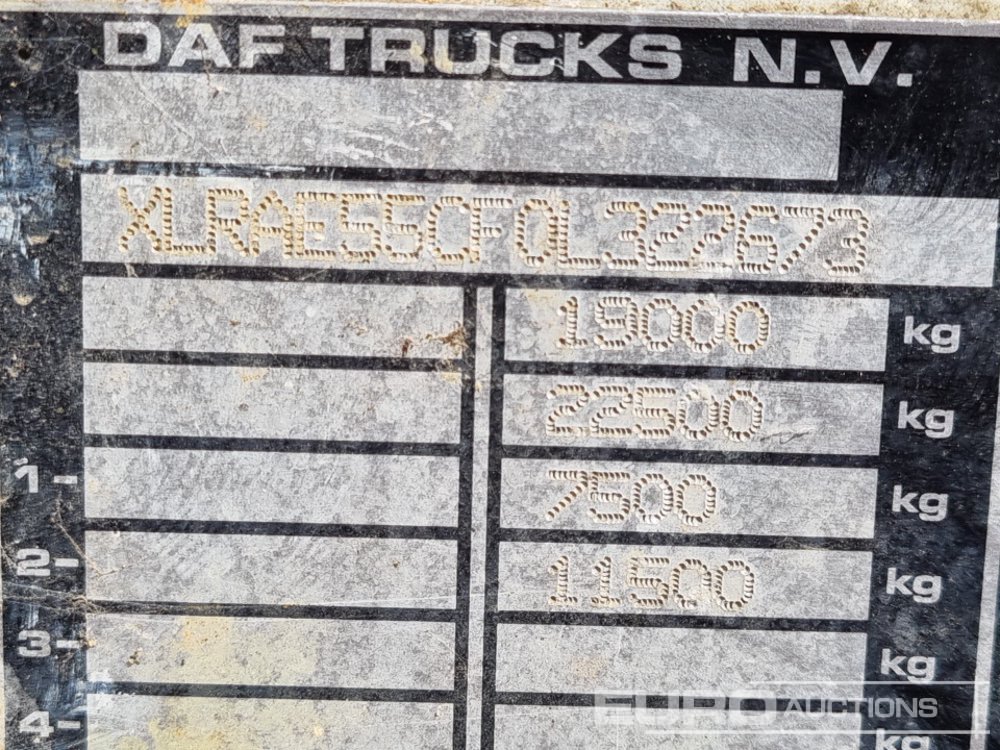 DAF TRUCKS N.V.
XLRAE55CF0L322673
19000 kg
22500 kg
1- 7500 kg
2- 11500 kg
3- kg
4- kg
EURO AUCTIONS